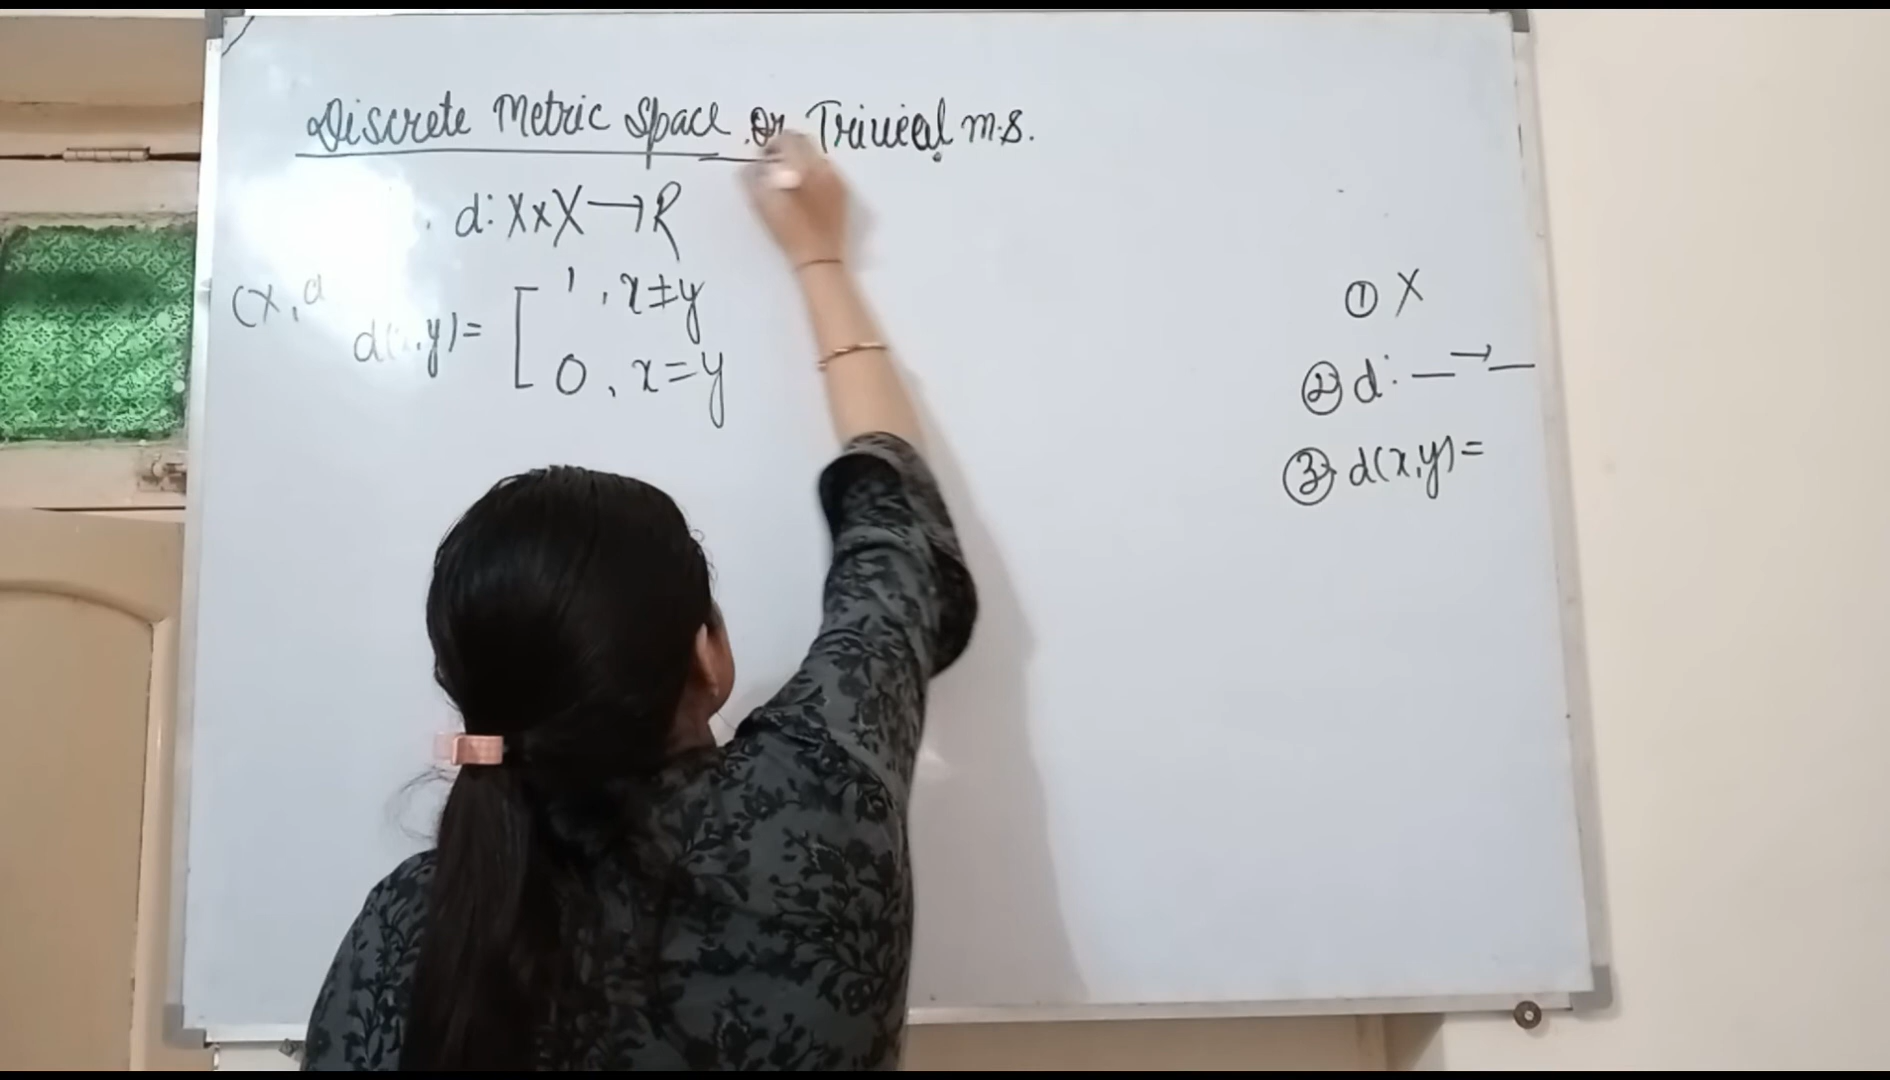 Discrete Metric Space or Trivial m.s.
d: X×X→R
(X, d
d(x,y)= [ 1, x≠y
0, x=y
① X
② d: — → —
③ d(x,y)=